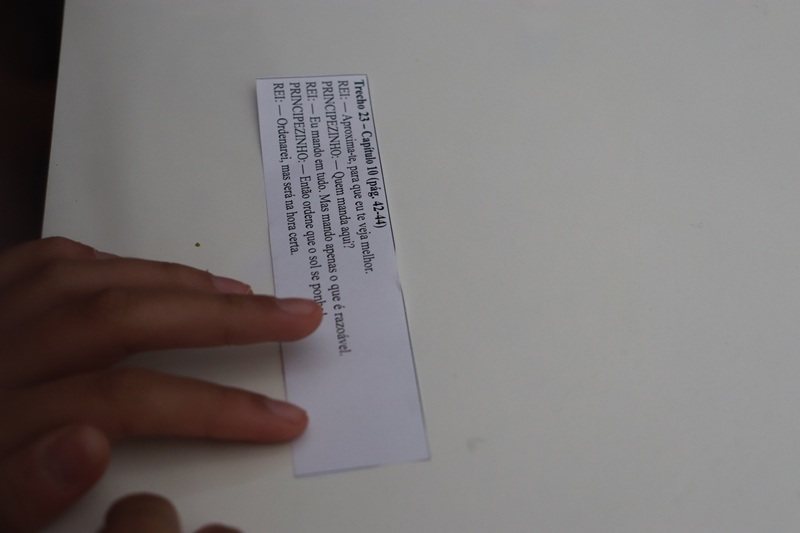 Trecho 23 – Capítulo 10 (pág. 42-44)
REI: — Aproxima-te, para que eu te veja melhor.
PRINCIPEZINHO: — Quem manda aqui?
REI: — Eu mando em tudo. Mas mando apenas o que é razoável.
PRINCIPEZINHO: — Então ordene que o sol se
REI: — Ordenarei, mas será na hora certa.